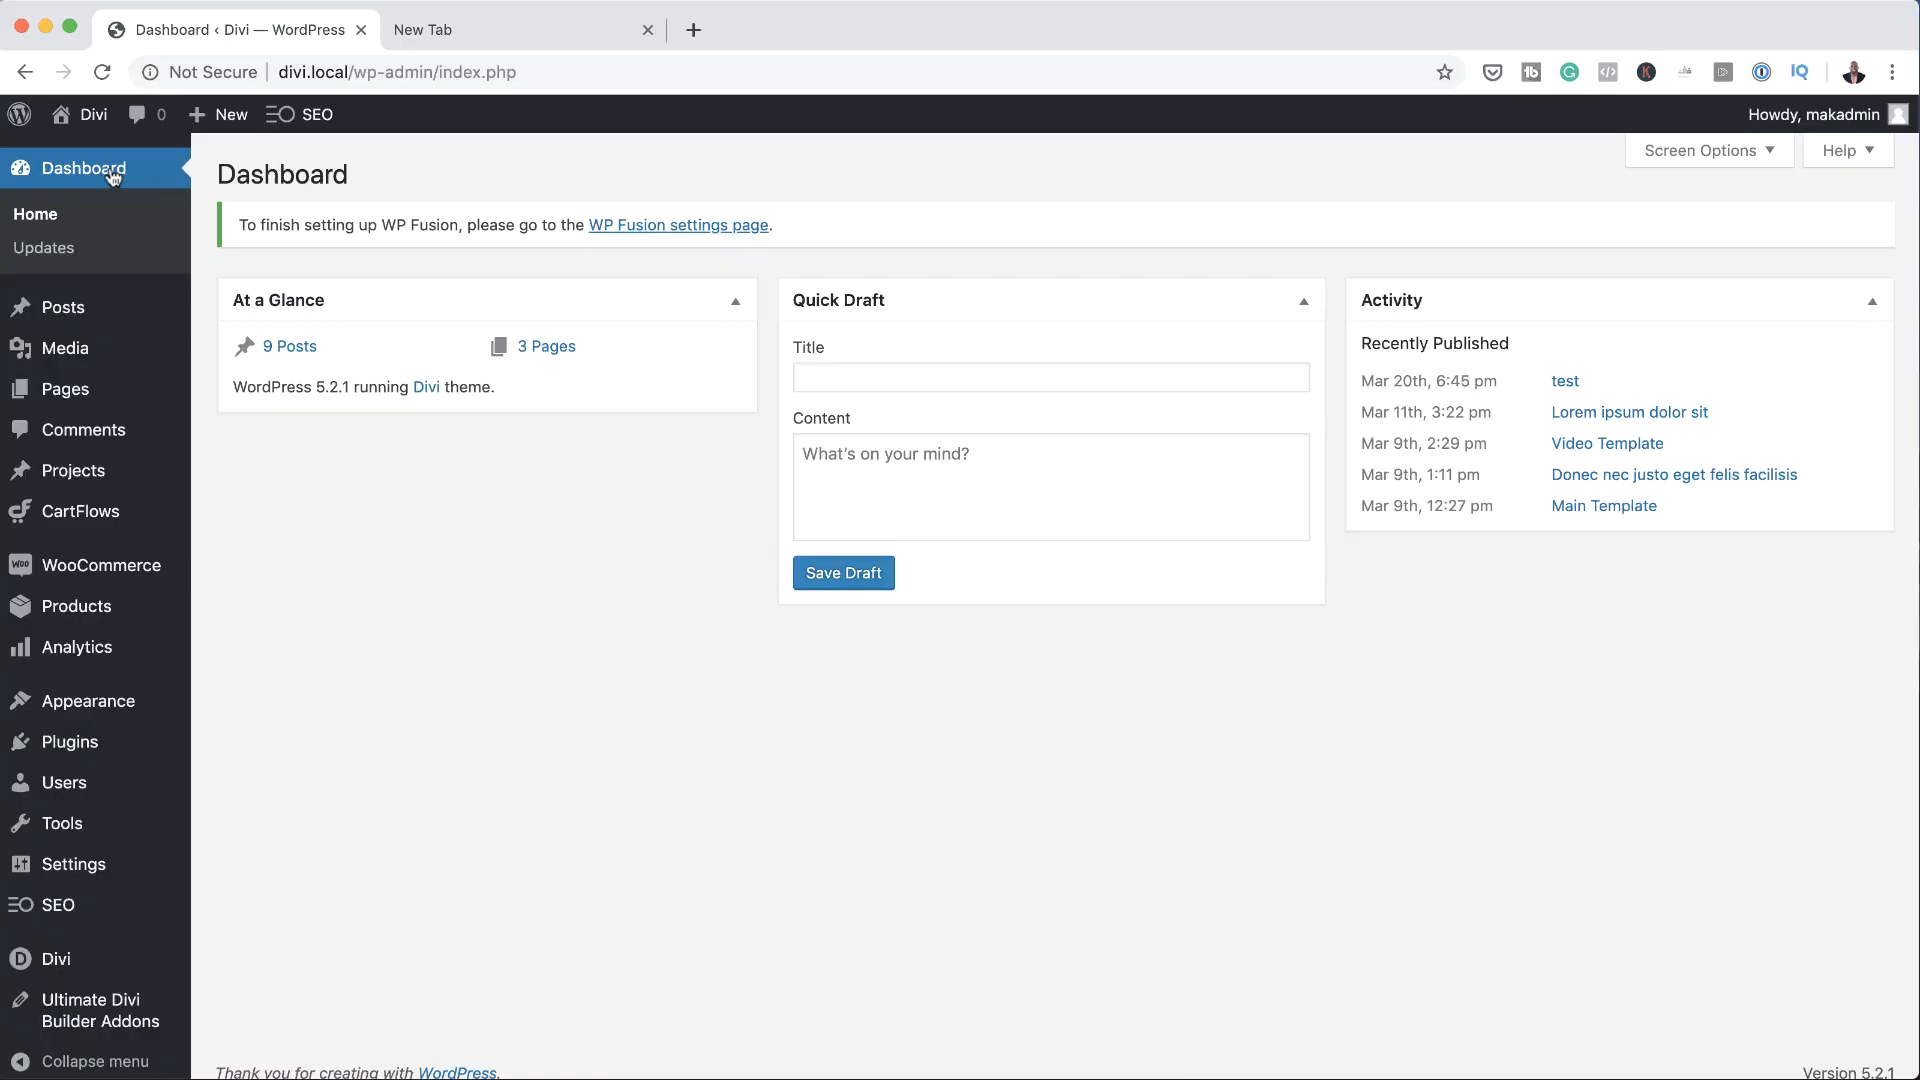 Dashboard ‹ Divi — WordPress
New Tab
Not Secure
divi.local/wp-admin/index.php
IQ
Divi
0
New
SEO
Howdy, makadmin
Dashboard
Home
Updates
Posts
Media
Pages
Comments
Projects
CartFlows
WooCommerce
Products
Analytics
Appearance
Plugins
Users
Tools
Settings
SEO
Divi
Ultimate Divi
Builder Addons
Collapse menu
Screen Options
Help
Dashboard
To finish setting up WP Fusion, please go to the WP Fusion settings page.
At a Glance
9 Posts
3 Pages
WordPress 5.2.1 running Divi theme.
Quick Draft
Title
Content
What's on your mind?
Save Draft
Activity
Recently Published
Mar 20th, 6:45 pm test
Mar 11th, 3:22 pm Lorem ipsum dolor sit
Mar 9th, 2:29 pm Video Template
Mar 9th, 1:11 pm Donec nec justo eget felis facilisis
Mar 9th, 12:27 pm Main Template
Thank you for creating with WordPress.
Version 5.2.1